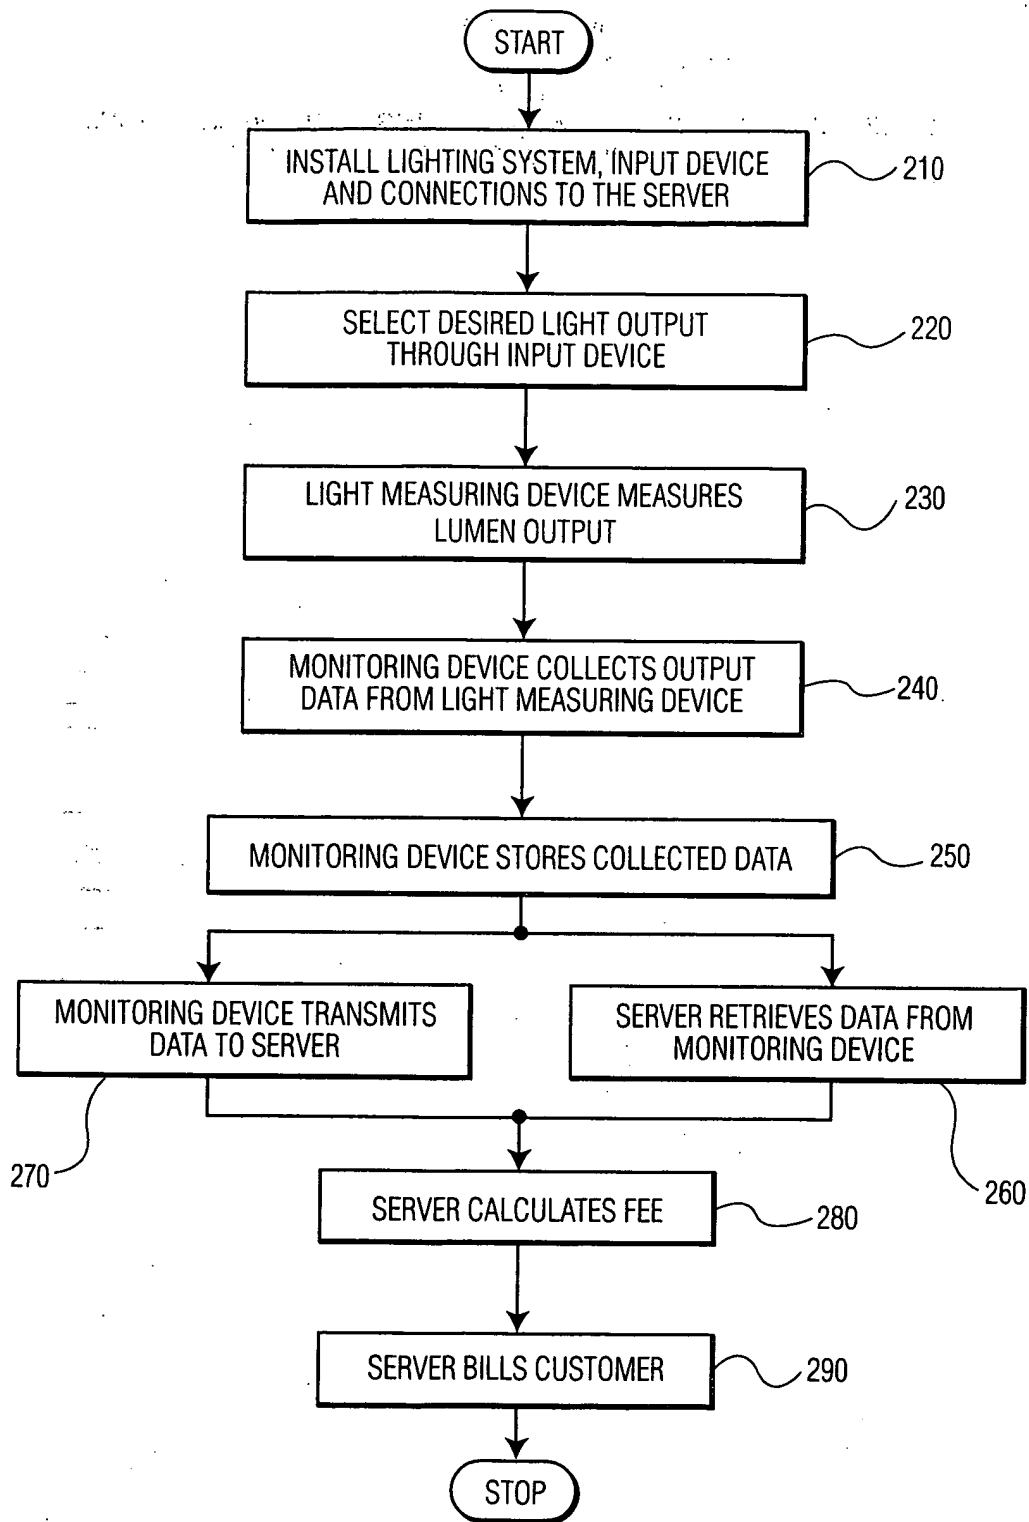 START
INSTALL LIGHTING SYSTEM, INPUT DEVICE
AND CONNECTIONS TO THE SERVER
210
SELECT DESIRED LIGHT OUTPUT
THROUGH INPUT DEVICE
220
LIGHT MEASURING DEVICE MEASURES
LUMEN OUTPUT
230
MONITORING DEVICE COLLECTS OUTPUT
DATA FROM LIGHT MEASURING DEVICE
240
MONITORING DEVICE STORES COLLECTED DATA
250
MONITORING DEVICE TRANSMITS
DATA TO SERVER
270
SERVER RETRIEVES DATA FROM
MONITORING DEVICE
260
SERVER CALCULATES FEE
280
SERVER BILLS CUSTOMER
290
STOP